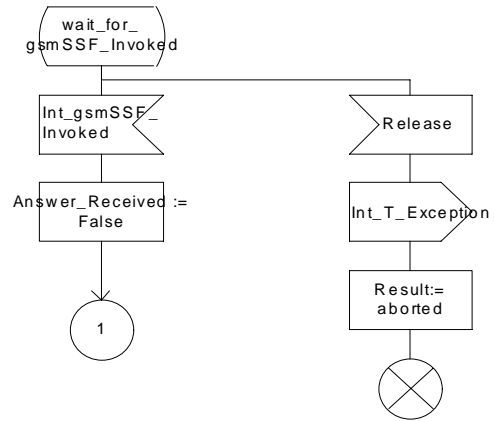 wait_for_
gsmSSF_Invoked
Int_gsmSSF_
Invoked
Release
Answer_Received :=
False
Int_T_Exception
Result:=
aborted
1